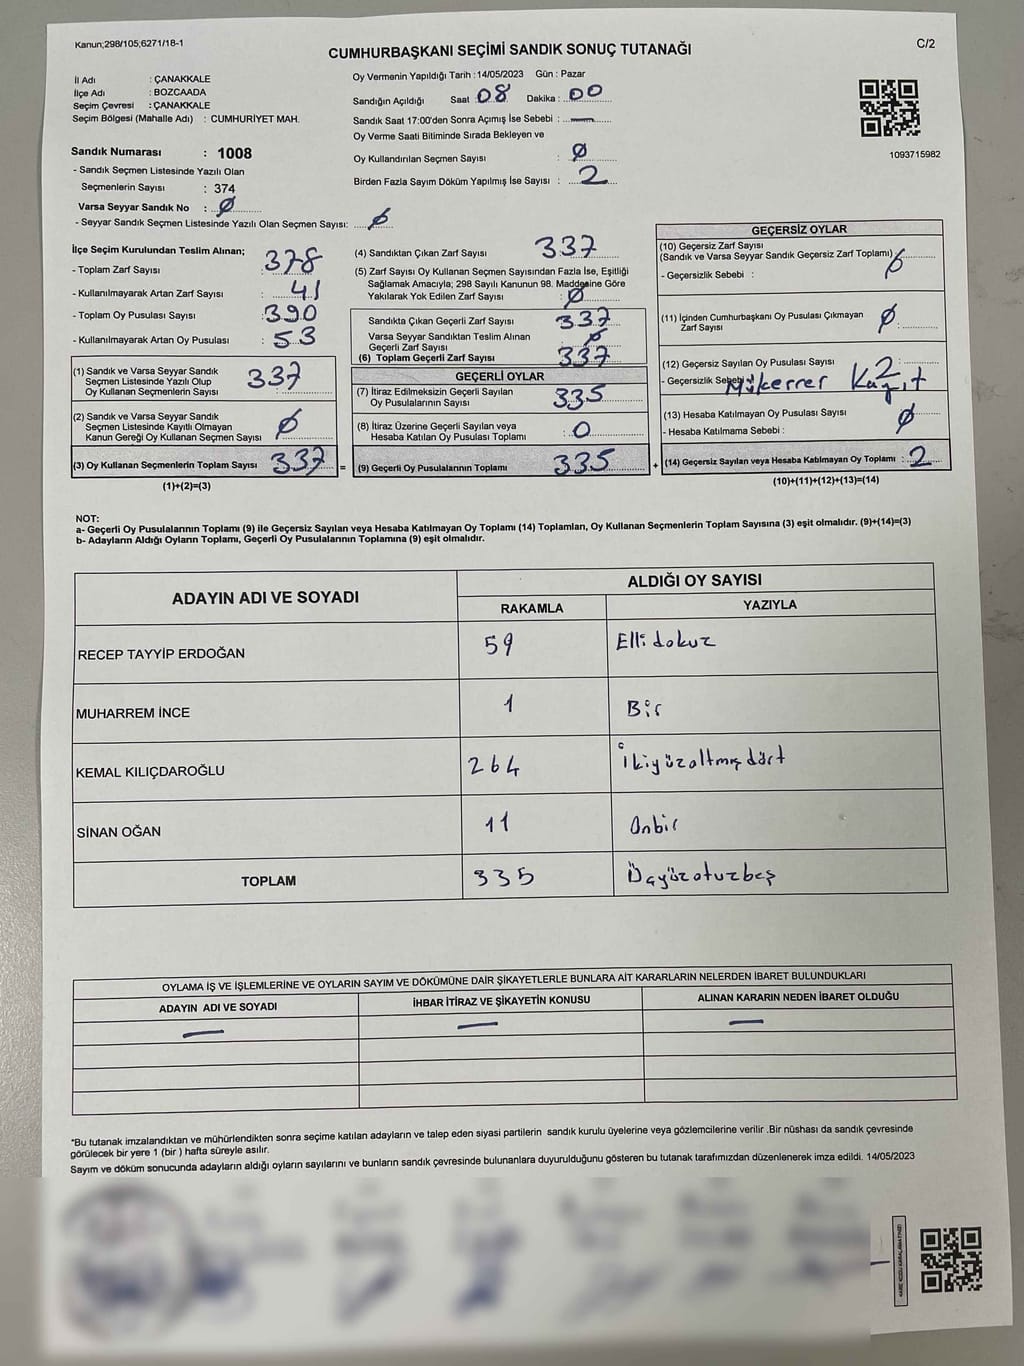 Kanun;298/105;6271/18-1
C/2
CUMHURBAŞKANI SEÇİMİ SANDIK SONUÇ TUTANAĞI
İl Adı : ÇANAKKALE
İlçe Adı : BOZCAADA
Seçim Çevresi : ÇANAKKALE
Seçim Bölgesi (Mahalle Adı) : CUMHURİYET MAH.
Sandık Numarası : 1008
- Sandık Seçmen Listesinde Yazılı Olan
Seçmenlerin Sayısı : 374
Varsa Seyyar Sandık No : Ø
- Seyyar Sandık Seçmen Listesinde Yazılı Olan Seçmen Sayısı: Ø
Oy Vermenin Yapıldığı Tarih : 14/05/2023 Gün : Pazar
Sandığın Açıldığı Saat : 08 Dakika : 00
Sandık Saat 17:00'den Sonra Açımış İse Sebebi : —
Oy Verme Saati Bitiminde Sırada Bekleyen ve
Oy Kullandırılan Seçmen Sayısı : Ø
Birden Fazla Sayım Döküm Yapılmış İse Sayısı : 2
1093715982
İlçe Seçim Kurulundan Teslim Alınan;
- Toplam Zarf Sayısı : 378
- Kullanılmayarak Artan Zarf Sayısı : 41
- Toplam Oy Pusulası Sayısı : 390
- Kullanılmayarak Artan Oy Pusulası : 53
(1) Sandık ve Varsa Seyyar Sandık
Seçmen Listesinde Yazılı Olup
Oy Kullanan Seçmenlerin Sayısı 337
(2) Sandık ve Varsa Seyyar Sandık
Seçmen Listesinde Kayıtlı Olmayan
Kanun Gereği Oy Kullanan Seçmen Sayısı Ø
(3) Oy Kullanan Seçmenlerin Toplam Sayısı 337
(1)+(2)=(3)
=
(4) Sandıktan Çıkan Zarf Sayısı 337
(5) Zarf Sayısı Oy Kullanan Seçmen Sayısından Fazla İse, Eşitliği
Sağlamak Amacıyla; 298 Sayılı Kanunun 98. Maddesine Göre
Yakılarak Yok Edilen Zarf Sayısı : Ø
Sandıkta Çıkan Geçerli Zarf Sayısı 337
Varsa Seyyar Sandıktan Teslim Alınan
Geçerli Zarf Sayısı Ø
(6) Toplam Geçerli Zarf Sayısı 337
GEÇERLİ OYLAR
(7) İtiraz Edilmeksizin Geçerli Sayılan
Oy Pusulalarının Sayısı 335
(8) İtiraz Üzerine Geçerli Sayılan veya
Hesaba Katılan Oy Pusulası Toplamı : 0
(9) Geçerli Oy Pusulalarının Toplamı 335
+
GEÇERSİZ OYLAR
(10) Geçersiz Zarf Sayısı
(Sandık ve Varsa Seyyar Sandık Geçersiz Zarf Toplamı) Ø
- Geçersizlik Sebebi :
(11) İçinden Cumhurbaşkanı Oy Pusulası Çıkmayan
Zarf Sayısı Ø
(12) Geçersiz Sayılan Oy Pusulası Sayısı : 2
- Geçersizlik Sebebi : Mükerrer Kağıt
(13) Hesaba Katılmayan Oy Pusulası Sayısı Ø
- Hesaba Katılmama Sebebi :
(14) Geçersiz Sayılan veya Hesaba Katılmayan Oy Toplamı : 2
(10)+(11)+(12)+(13)=(14)
NOT:
a- Geçerli Oy Pusulalarının Toplamı (9) ile Geçersiz Sayılan veya Hesaba Katılmayan Oy Toplamı (14) Toplamları, Oy Kullanan Seçmenlerin Toplam Sayısına (3) eşit olmalıdır. (9)+(14)=(3)
b- Adayların Aldığı Oyların Toplamı, Geçerli Oy Pusulalarının Toplamına (9) eşit olmalıdır.
ADAYIN ADI VE SOYADI
ALDIĞI OY SAYISI
RAKAMLA YAZIYLA
RECEP TAYYİP ERDOĞAN 59 Elli dokuz
MUHARREM İNCE 1 Bir
KEMAL KILIÇDAROĞLU 264 İkiyüzaltmışdört
SİNAN OĞAN 11 Onbir
TOPLAM 335 Üçyüzotuzbeş
OYLAMA İŞ VE İŞLEMLERİNE VE OYLARIN SAYIM VE DÖKÜMÜNE DAİR ŞİKAYETLERLE BUNLARA AİT KARARLARIN NELERDEN İBARET BULUNDUKLARI
ADAYIN ADI VE SOYADI İHBAR İTİRAZ VE ŞİKAYETİN KONUSU ALINAN KARARIN NEDEN İBARET OLDUĞU
— — —
*Bu tutanak imzalandıktan ve mühürlendikten sonra seçime katılan adayların ve talep eden siyasi partilerin sandık kurulu üyelerine veya gözlemcilerine verilir .Bir nüshası da sandık çevresinde
görülecek bir yere 1 (bir ) hafta süreyle asılır.
Sayım ve döküm sonucunda adayların aldığı oyların sayılarını ve bunların sandık çevresinde bulunanlara duyurulduğunu gösteren bu tutanak tarafımızdan düzenlenerek imza edildi. 14/05/2023